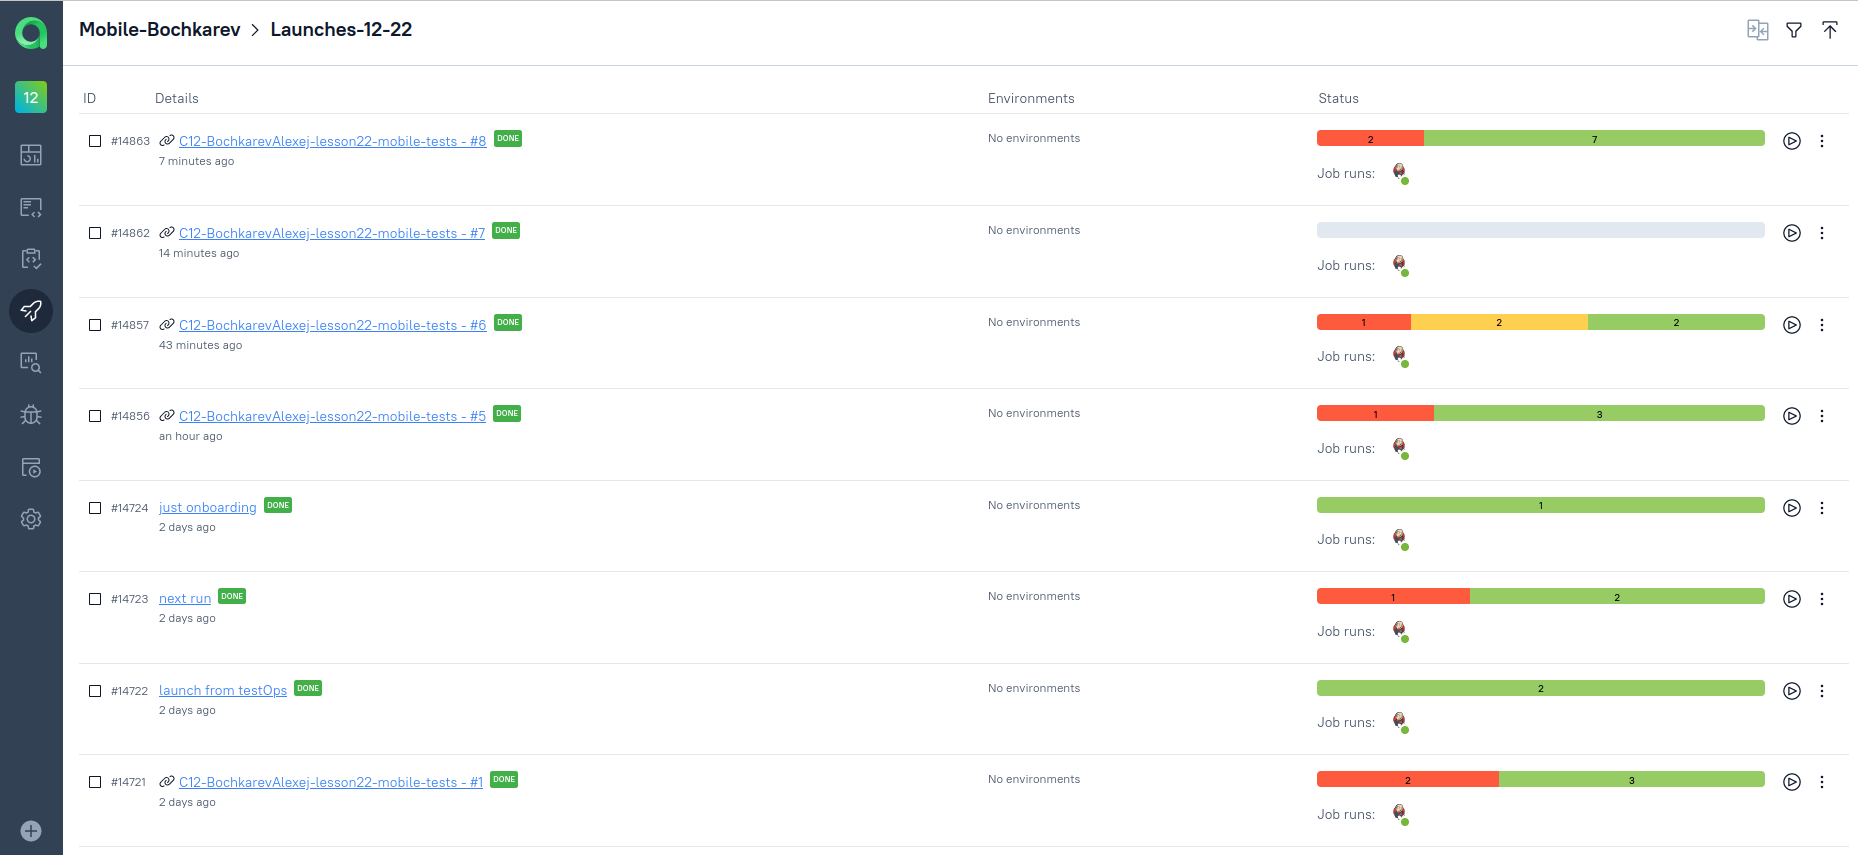 Mobile-Bochkarev > Launches-12-22
12
ID Details Environments Status
#14863 C12-BochkarevAlexej-lesson22-mobile-tests - #8 DONE No environments 2 7
7 minutes ago
Job runs:
#14862 C12-BochkarevAlexej-lesson22-mobile-tests - #7 DONE No environments
14 minutes ago
Job runs:
#14857 C12-BochkarevAlexej-lesson22-mobile-tests - #6 DONE No environments 1 2 2
43 minutes ago
Job runs:
#14856 C12-BochkarevAlexej-lesson22-mobile-tests - #5 DONE No environments 1 3
an hour ago
Job runs:
#14724 just onboarding DONE No environments 1
2 days ago
Job runs:
#14723 next run DONE No environments 1 2
2 days ago
Job runs:
#14722 launch from testOps DONE No environments 2
2 days ago
Job runs:
#14721 C12-BochkarevAlexej-lesson22-mobile-tests - #1 DONE No environments 2 3
2 days ago
Job runs: